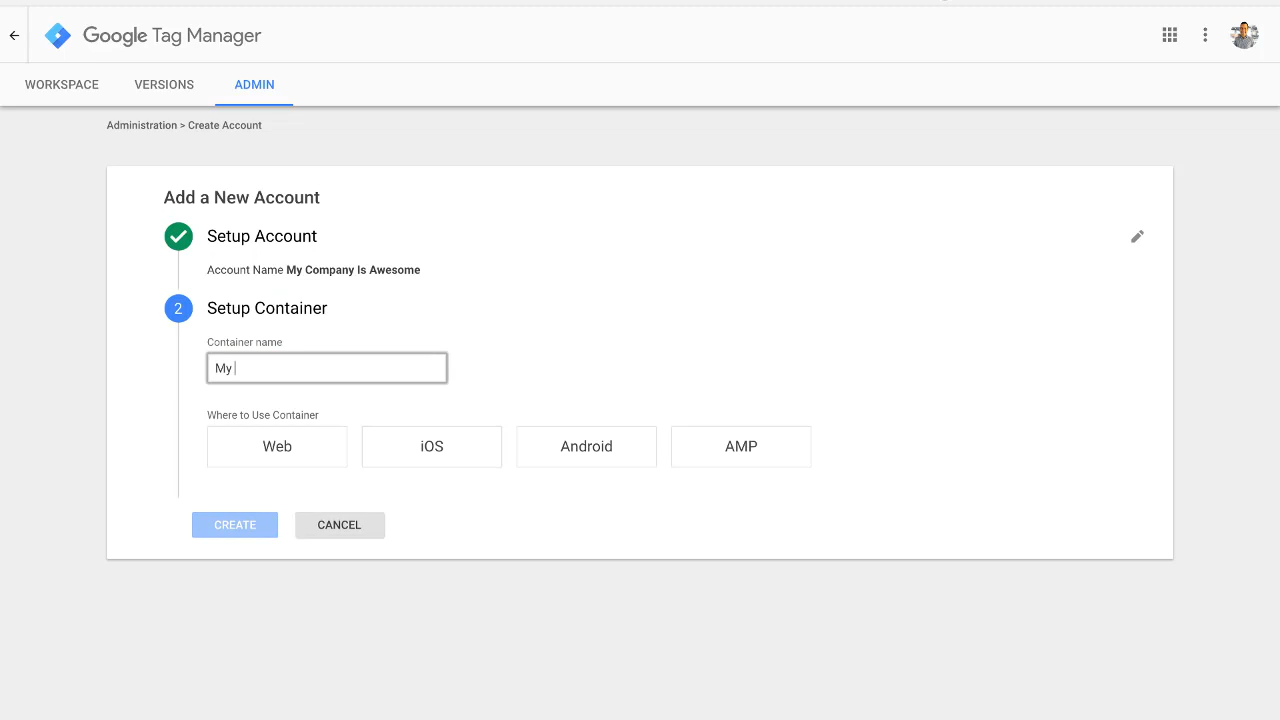 Google Tag Manager
WORKSPACE VERSIONS ADMIN
Administration > Create Account
Add a New Account
Setup Account
Account Name My Company Is Awesome
2 Setup Container
Container name
My
Where to Use Container
Web iOS Android AMP
CREATE CANCEL